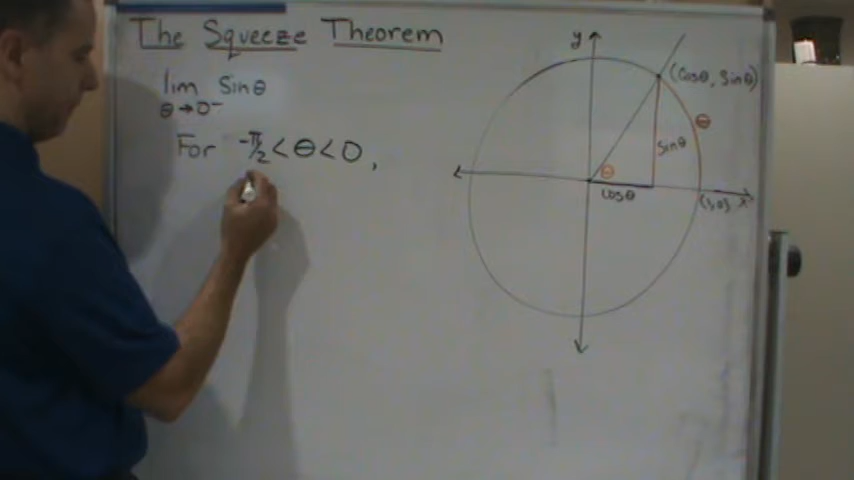 The Squeeze Theorem
lim Sinθ
θ→0⁻
For -π/2 < θ < 0,
y
(cosθ, sinθ)
θ
sinθ
θ
cosθ
(1,0)
x